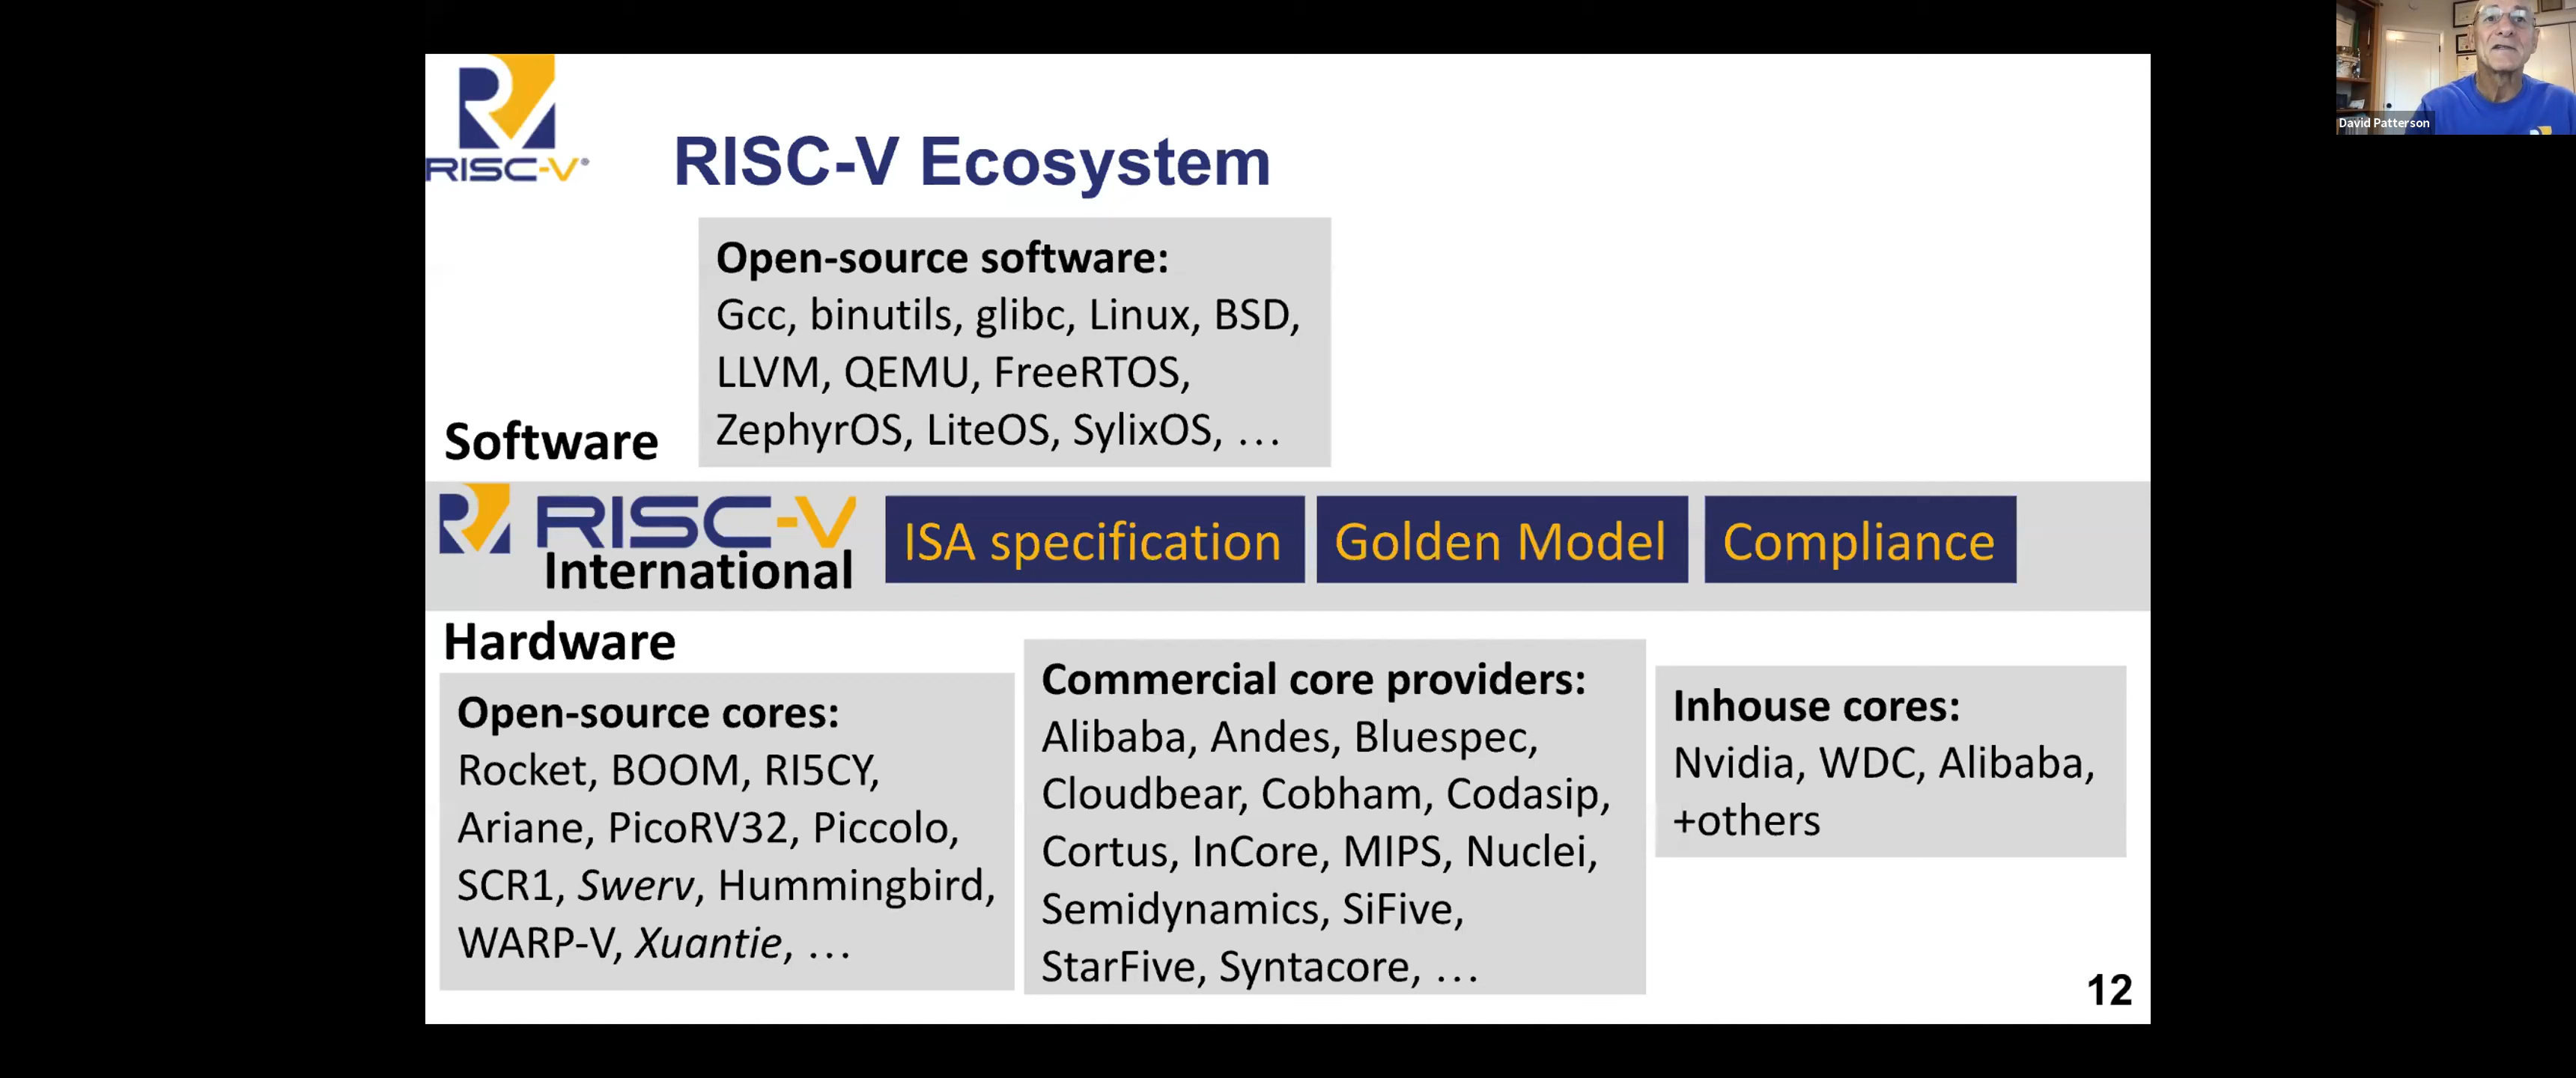 RISC-V
RISC-V Ecosystem
David Patterson
Open-source software:
Gcc, binutils, glibc, Linux, BSD,
LLVM, QEMU, FreeRTOS,
ZephyrOS, LiteOS, SylixOS, ...
Software
RISC-V
International
ISA specification
Golden Model
Compliance
Hardware
Open-source cores:
Rocket, BOOM, RI5CY,
Ariane, PicoRV32, Piccolo,
SCR1, Swerv, Hummingbird,
WARP-V, Xuantie, ...
Commercial core providers:
Alibaba, Andes, Bluespec,
Cloudbear, Cobham, Codasip,
Cortus, InCore, MIPS, Nuclei,
Semidynamics, SiFive,
StarFive, Syntacore, ...
Inhouse cores:
Nvidia, WDC, Alibaba,
+others
12